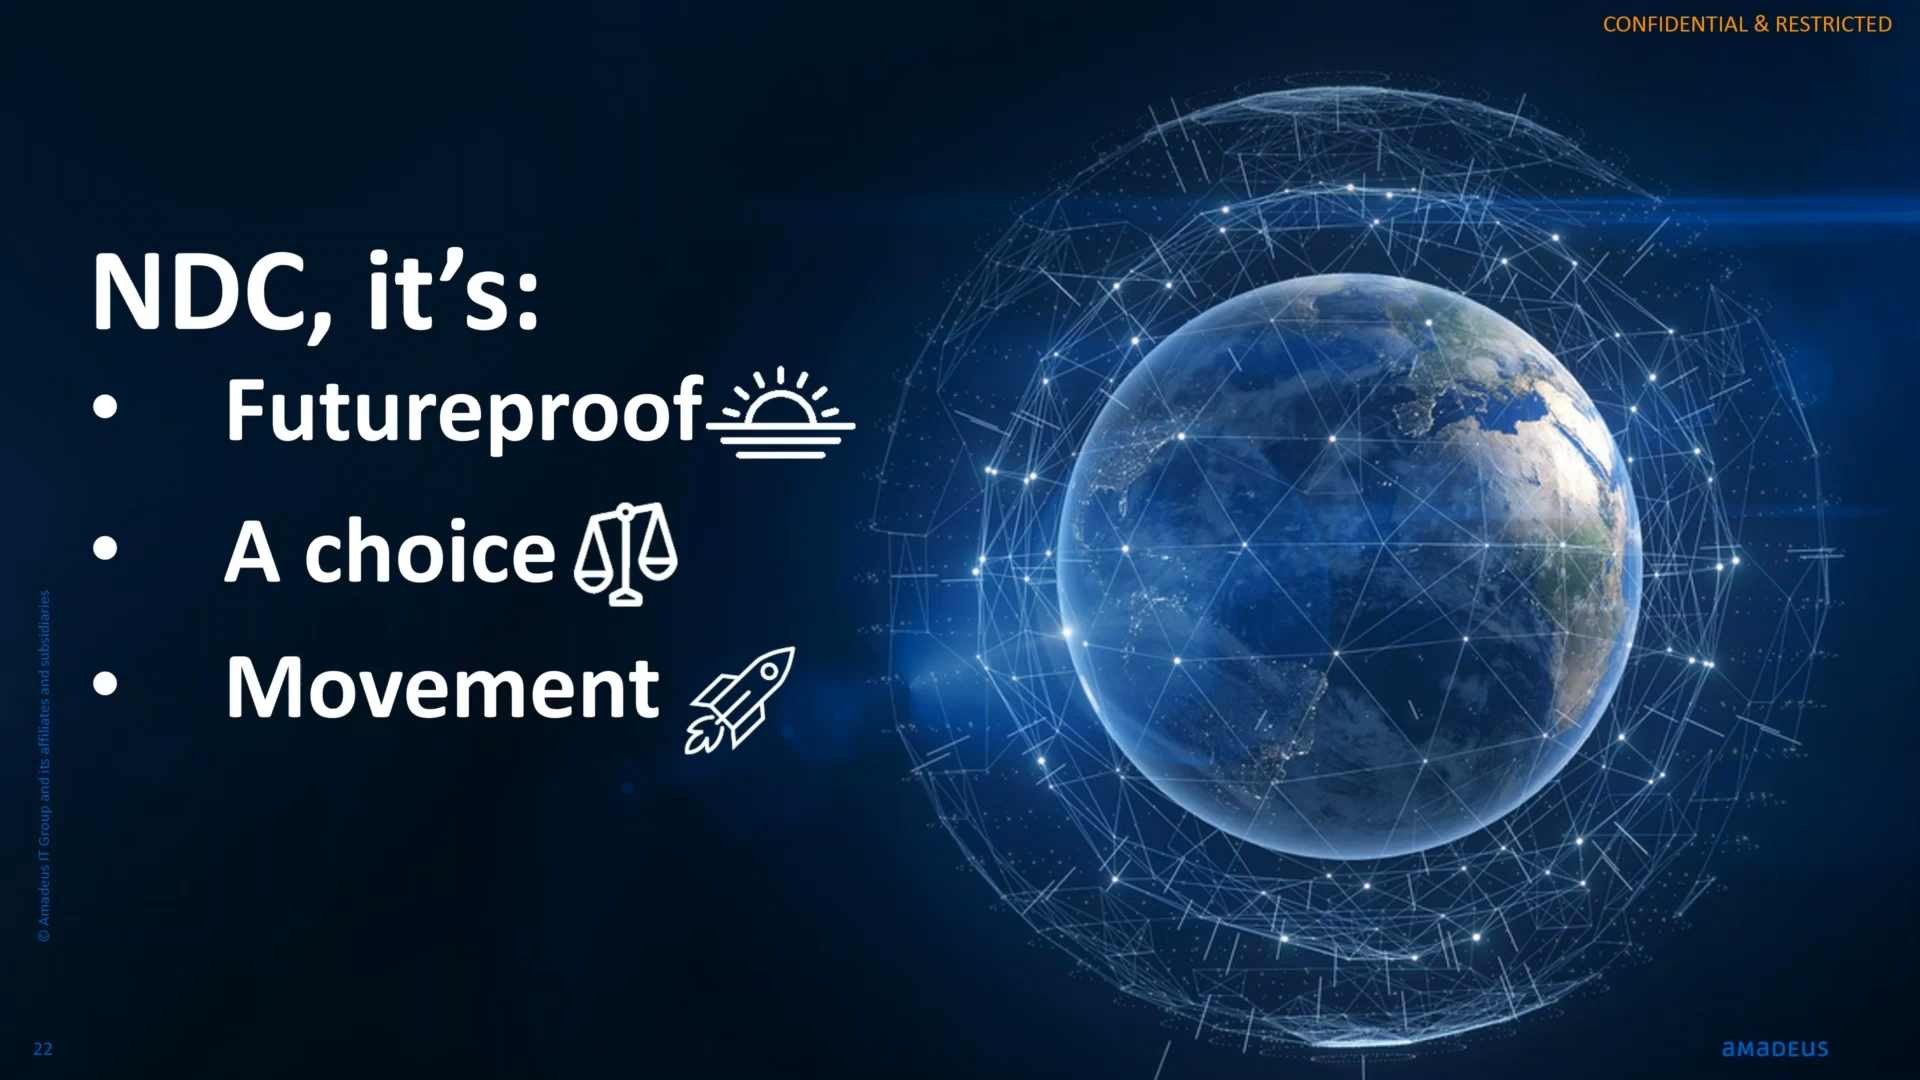 CONFIDENTIAL & RESTRICTED
NDC, it’s:
• Futureproof
• A choice
• Movement
© Amadeus IT Group and its affiliates and subsidiaries
22
amadeus